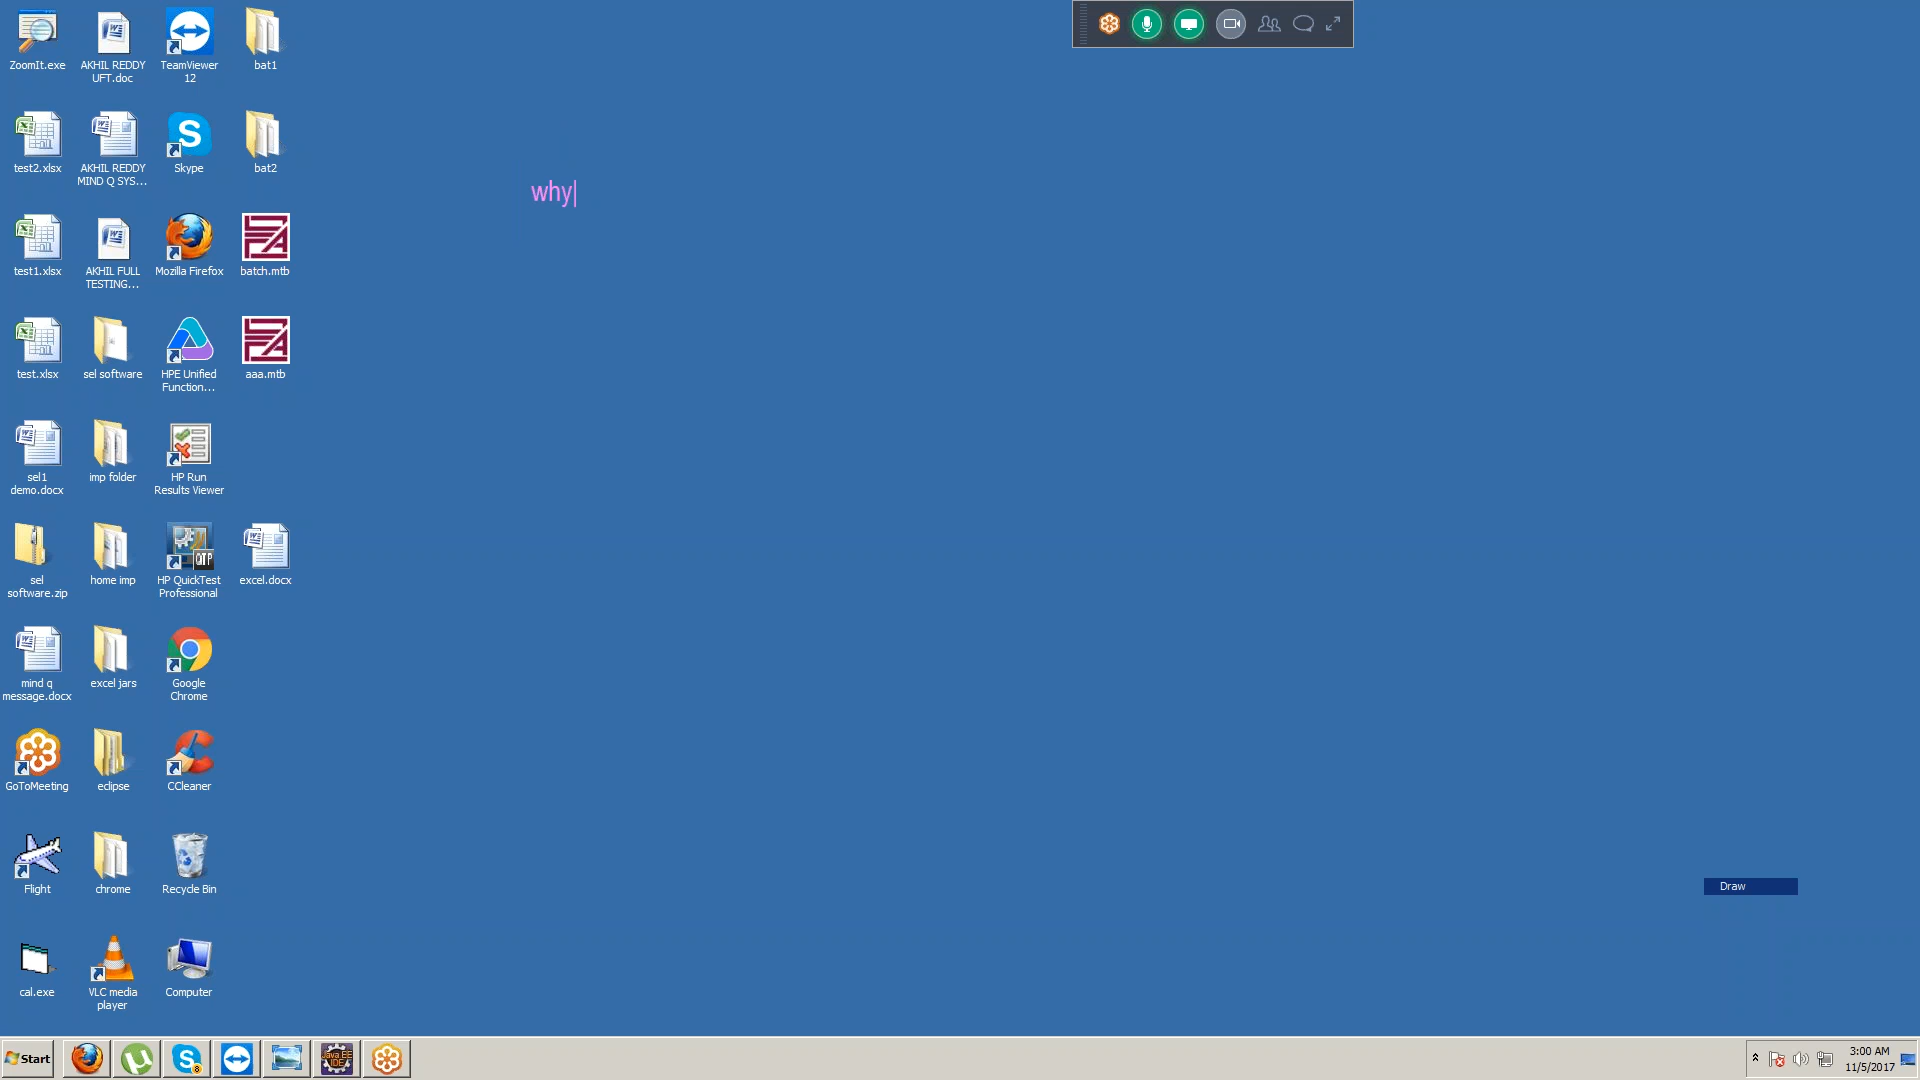 ZoomIt.exe
AKHIL REDDY
UFT.doc
TeamViewer
12
bat1
test2.xlsx
AKHIL REDDY
MIND Q SYS...
S
Skype
bat2
why
test1.xlsx
AKHIL FULL
TESTING...
Mozilla Firefox
batch.mtb
test.xlsx
sel software
HPE Unified
Function...
aaa.mtb
sel1
demo.docx
imp folder
HP Run
Results Viewer
sel
software.zip
home imp
QTP
HP QuickTest
Professional
excel.docx
mind q
message.docx
excel jars
Google
Chrome
GoToMeeting
eclipse
CCleaner
Flight
chrome
Recycle Bin
Draw
cal.exe
VLC media
player
Computer
Start
Java EE
IDE
3:00 AM
11/5/2017